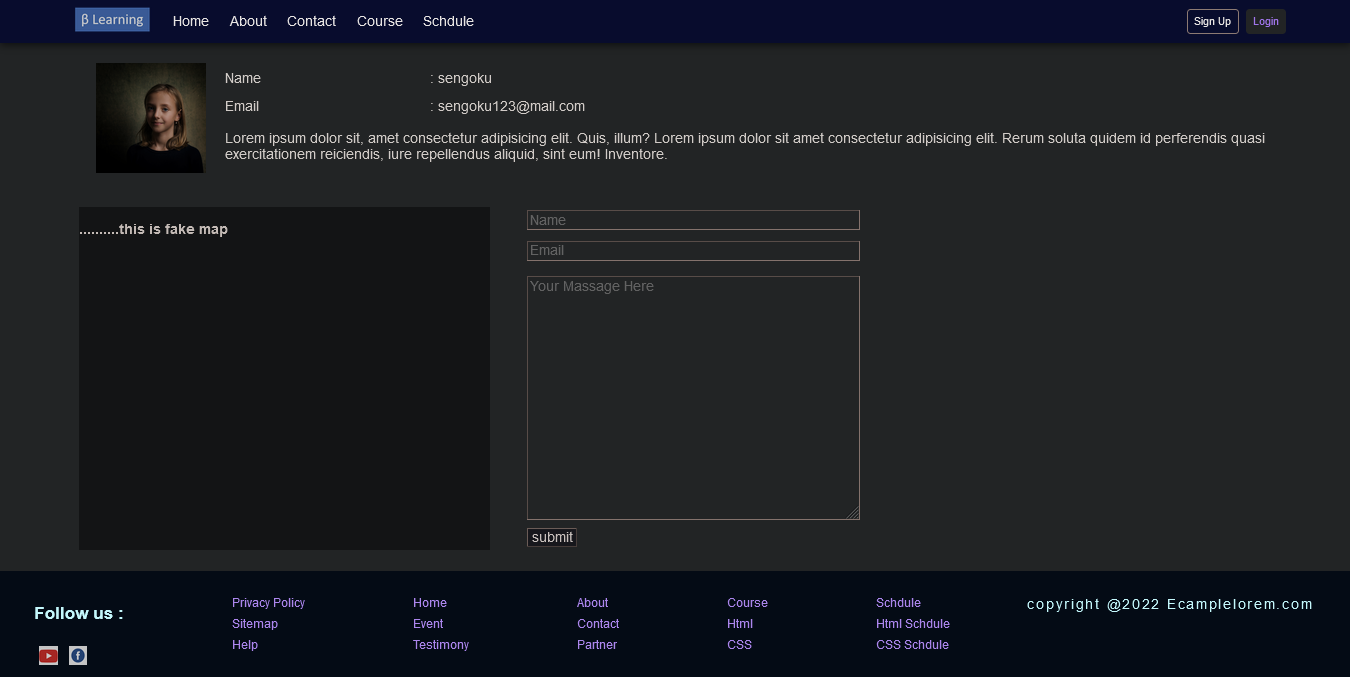 β Learning Home About Contact Course Schdule Sign Up Login
Name : sengoku
Email : sengoku123@mail.com
Lorem ipsum dolor sit, amet consectetur adipisicing elit. Quis, illum? Lorem ipsum dolor sit amet consectetur adipisicing elit. Rerum soluta quidem id perferendis quasi
exercitationem reiciendis, iure repellendus aliquid, sint eum! Inventore.
..........this is fake map
Name
Email
Your Massage Here
submit
Follow us :
Privacy Policy
Sitemap
Help
Home
Event
Testimony
About
Contact
Partner
Course
Html
CSS
Schdule
Html Schdule
CSS Schdule
copyright @2022 Ecamplelorem.com